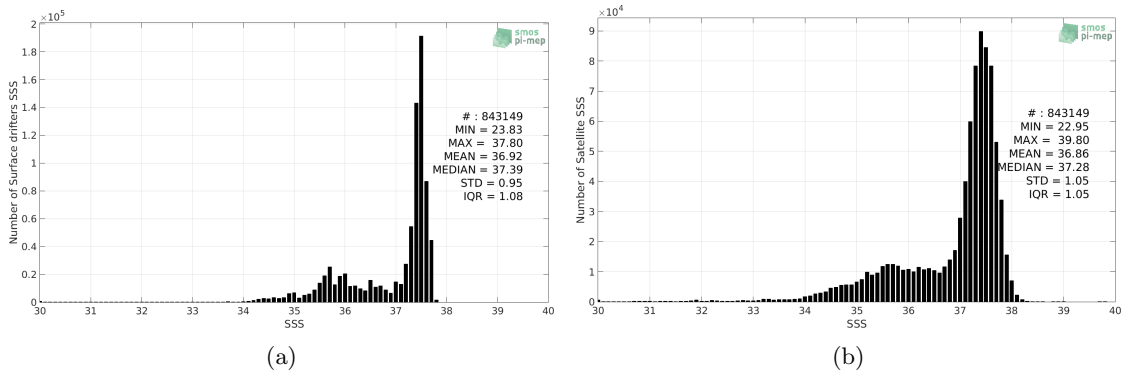 ×10⁵
2
1.8
1.6
1.4
1.2
1
0.8
0.6
0.4
0.2
0
Number of Surface drifters SSS
smos
pi-mep
# : 843149
MIN = 23.83
MAX = 37.80
MEAN = 36.92
MEDIAN = 37.39
STD = 0.95
IQR = 1.08
30 31 32 33 34 35 36 37 38 39 40
SSS
(a)
×10⁴
9
8
7
6
5
4
3
2
1
0
Number of Satellite SSS
smos
pi-mep
# : 843149
MIN = 22.95
MAX = 39.80
MEAN = 36.86
MEDIAN = 37.28
STD = 1.05
IQR = 1.05
30 31 32 33 34 35 36 37 38 39 40
SSS
(b)